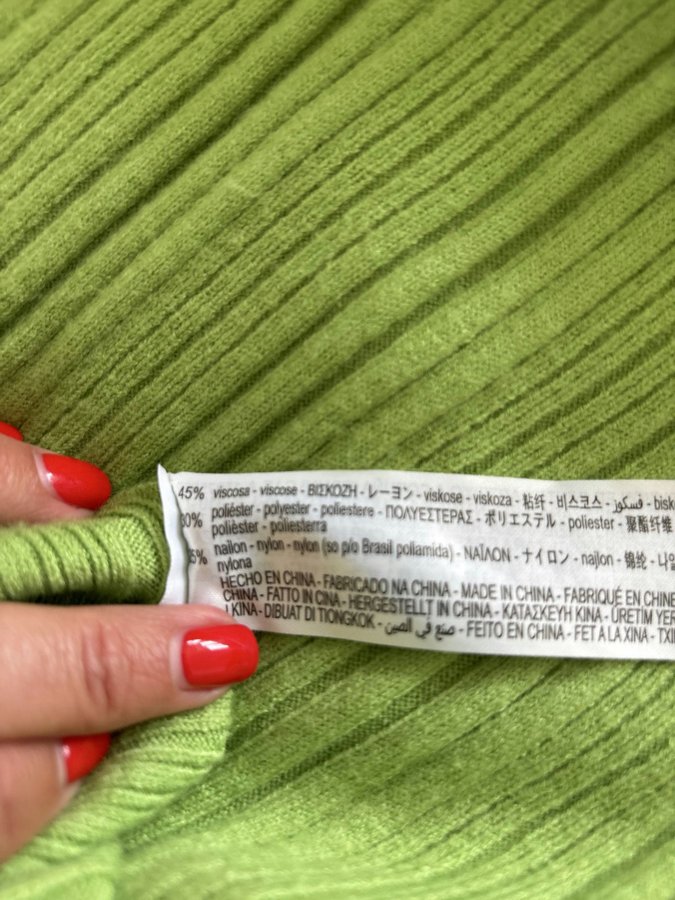 45% viscosa - viscose - ΒΙΣΚΟΖΗ - レーヨン - viskose - viskoza - 粘纤 - 비스코스 - فسكوز - bisk
poliéster - polyester - poliestere - ΠΟΛΥΕΣΤΕΡΑΣ - ポリエステル - poliester - 聚酯纤维
polièster - poliesterra
nailon - nylon - nylon (so p/o Brasil poliamida) - ΝΑΪΛΟΝ - ナイロン - najlon - 锦纶 - 나일
nylona
HECHO EN CHINA - FABRICADO NA CHINA - MADE IN CHINA - FABRIQUÉ EN CHINE
CHINA - FATTO IN CINA - HERGESTELLT IN CHINA - ΚΑΤΑΣΚΕΥΗ ΚΙΝΑ - ÜRETİM YER
KINA - DIBUAT DI TIONGKOK - صنع في الصين - FEITO EN CHINA - FET A LA XINA - TXI